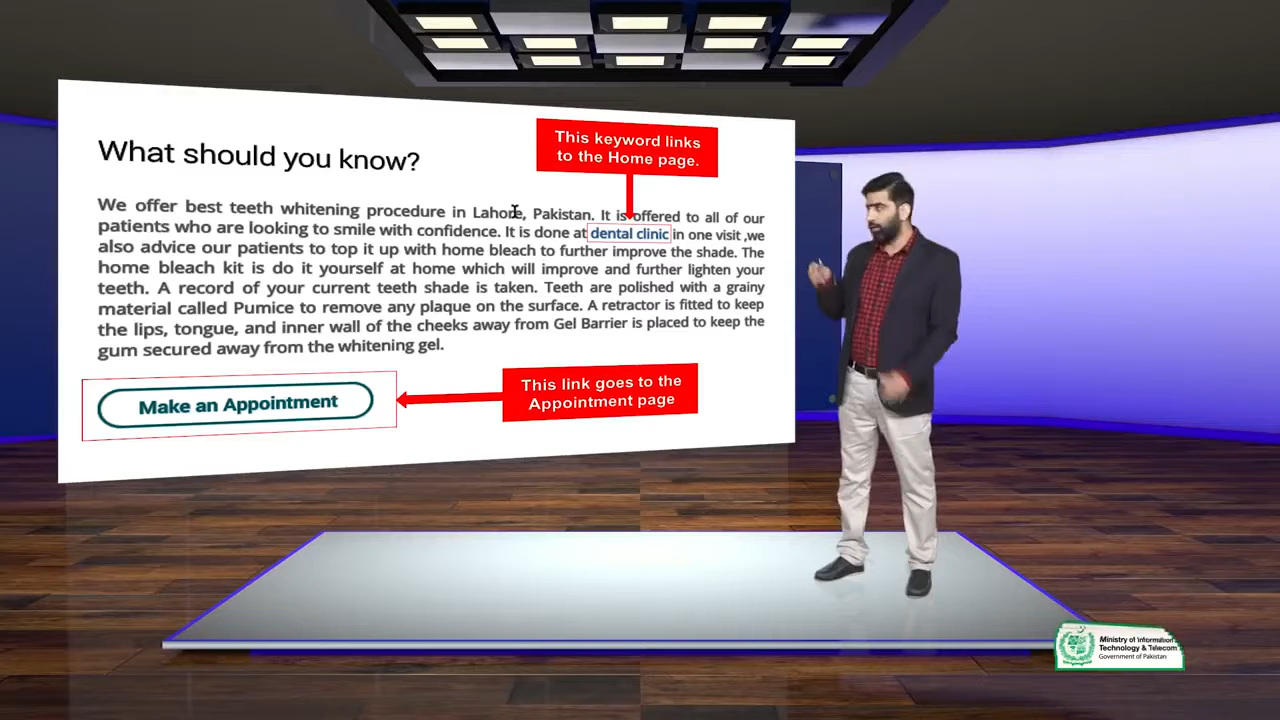 What should you know?
This keyword links
to the Home page.
We offer best teeth whitening procedure in Lahore, Pakistan. It is offered to all of our
patients who are looking to smile with confidence. It is done at dental clinic in one visit ,we
also advice our patients to top it up with home bleach to further improve the shade. The
home bleach kit is do it yourself at home which will improve and further lighten your
teeth. A record of your current teeth shade is taken. Teeth are polished with a grainy
material called Pumice to remove any plaque on the surface. A retractor is fitted to keep
the lips, tongue, and inner wall of the cheeks away from Gel Barrier is placed to keep the
gum secured away from the whitening gel.
Make an Appointment
This link goes to the
Appointment page
Ministry of Information
Technology & Telecom
Government of Pakistan